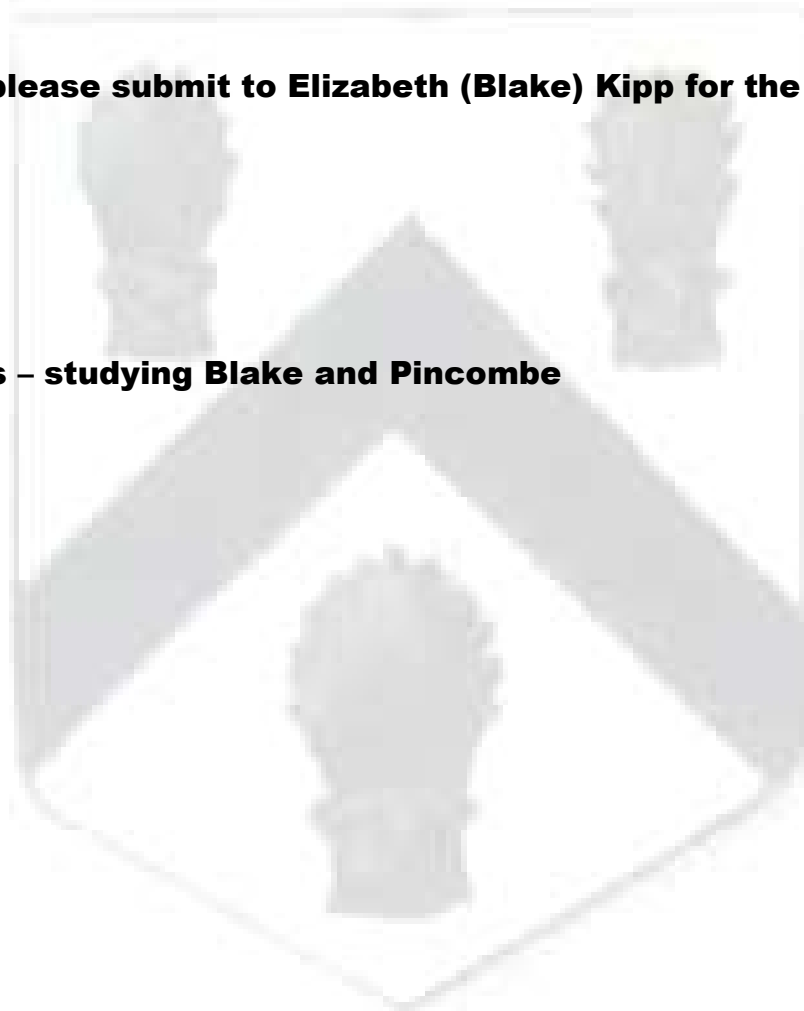 please submit to Elizabeth (Blake) Kipp for the
s – studying Blake and Pincombe